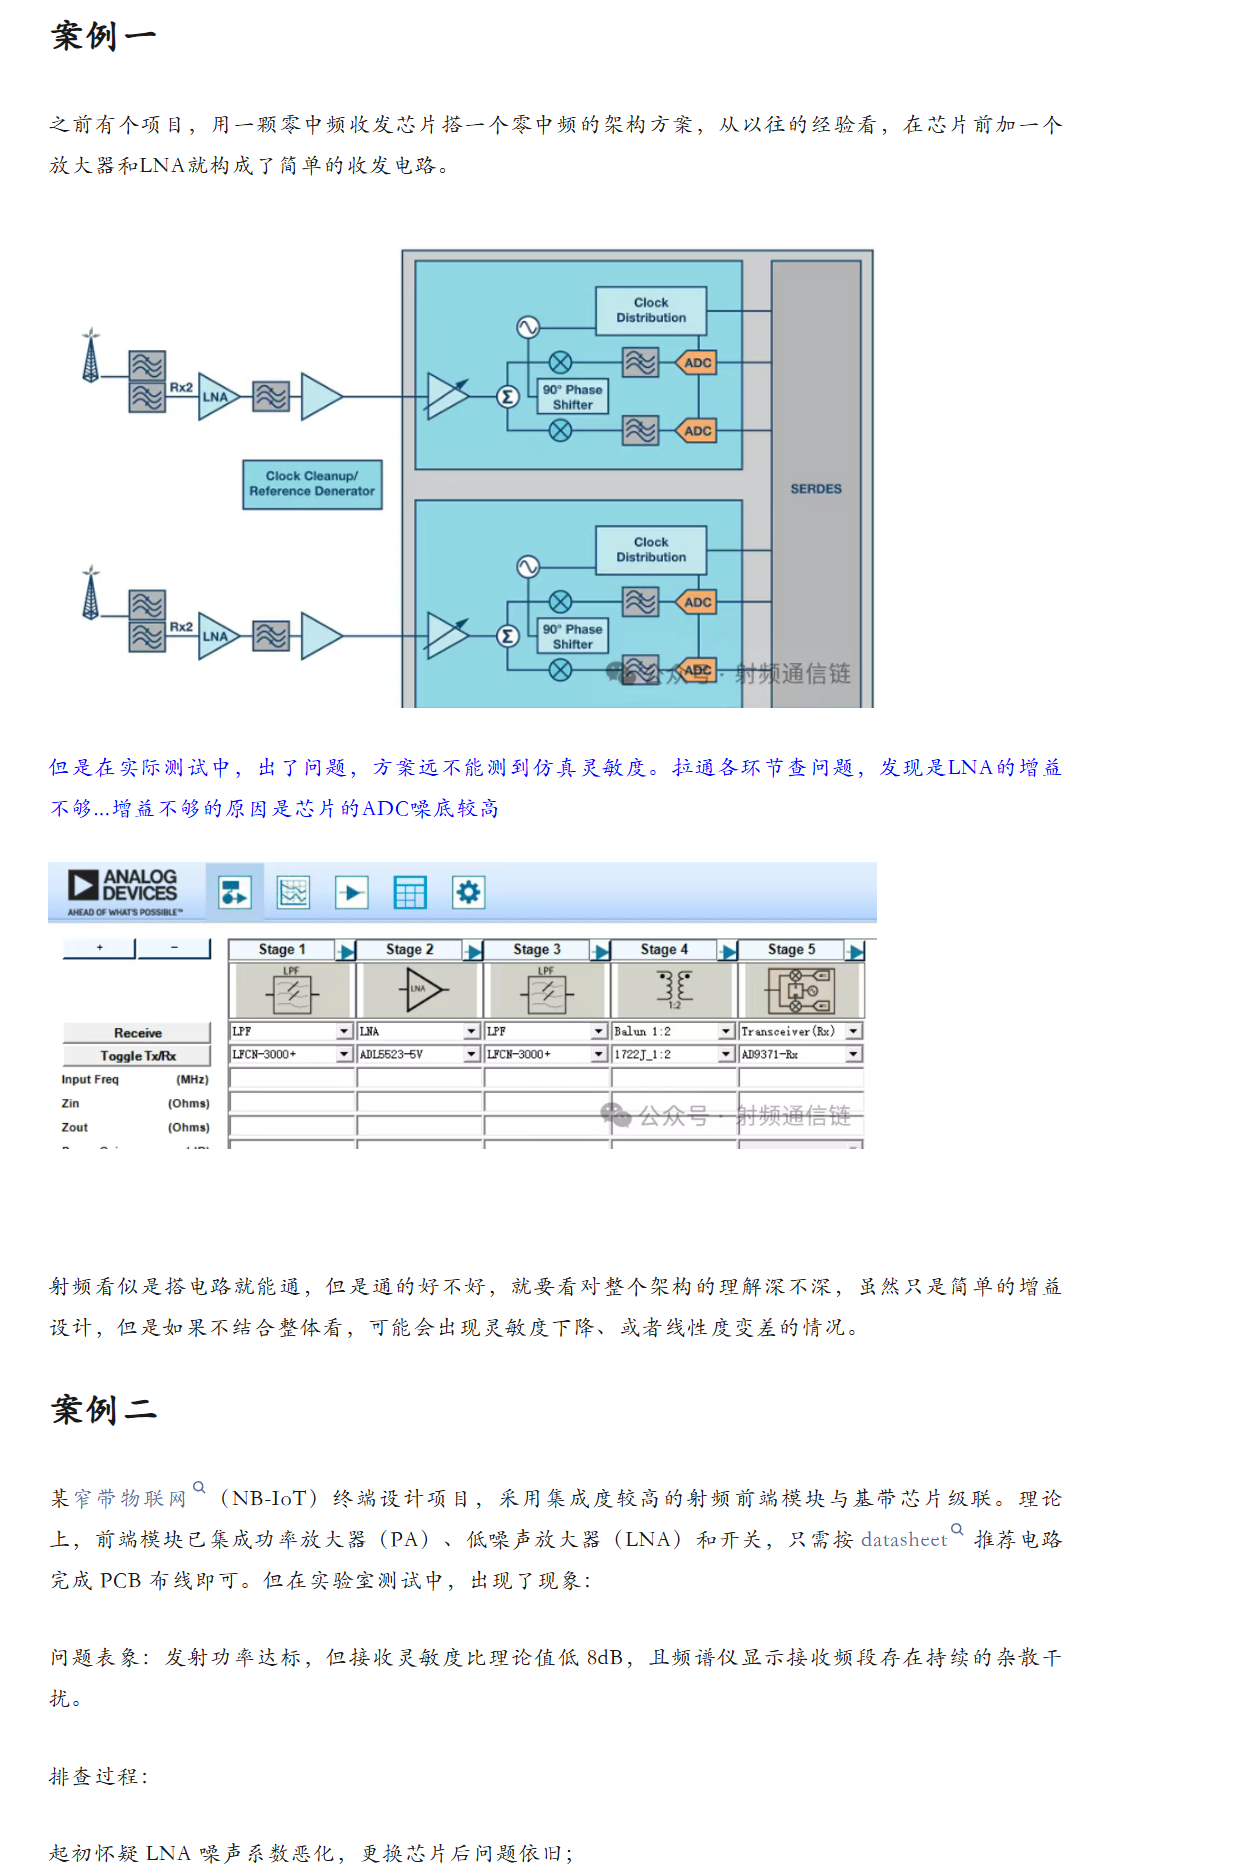 案例一
之前有个项目，用一颗零中频收发芯片搭一个零中频的架构方案，从以往的经验看，在芯片前加一个
放大器和LNA就构成了简单的收发电路。
Clock
Distribution
ADC
Rx2
LNA
90° Phase
Shifter
Σ
ADC
Clock Cleanup/
Reference Denerator
SERDES
Clock
Distribution
ADC
Rx2
LNA
90° Phase
Shifter
Σ
ADC
公众号 · 射频通信链
但是在实际测试中，出了问题，方案远不能测到仿真灵敏度。拉通各环节查问题，发现是LNA的增益
不够...增益不够的原因是芯片的ADC噪底较高
ANALOG
DEVICES
AHEAD OF WHAT'S POSSIBLE™
+ -
Stage 1 Stage 2 Stage 3 Stage 4 Stage 5
LPF LNA LPF 1:2
Receive LPF LNA LPF Balun 1:2 Transceiver(Rx)
Toggle Tx/Rx LFCN-3000+ ADL5523-5V LFCN-3000+ 1722J_1:2 AD9371-Rx
Input Freq (MHz)
Zin (Ohms)
Zout (Ohms)
公众号 · 射频通信链
射频看似是搭电路就能通，但是通的好不好，就要看对整个架构的理解深不深，虽然只是简单的增益
设计，但是如果不结合整体看，可能会出现灵敏度下降、或者线性度变差的情况。
案例二
某窄带物联网（NB-IoT）终端设计项目，采用集成度较高的射频前端模块与基带芯片级联。理论
上，前端模块已集成功率放大器（PA）、低噪声放大器（LNA）和开关，只需按 datasheet 推荐电路
完成 PCB 布线即可。但在实验室测试中，出现了现象：
问题表象：发射功率达标，但接收灵敏度比理论值低 8dB，且频谱仪显示接收频段存在持续的杂散干
扰。
排查过程：
起初怀疑 LNA 噪声系数恶化，更换芯片后问题依旧；